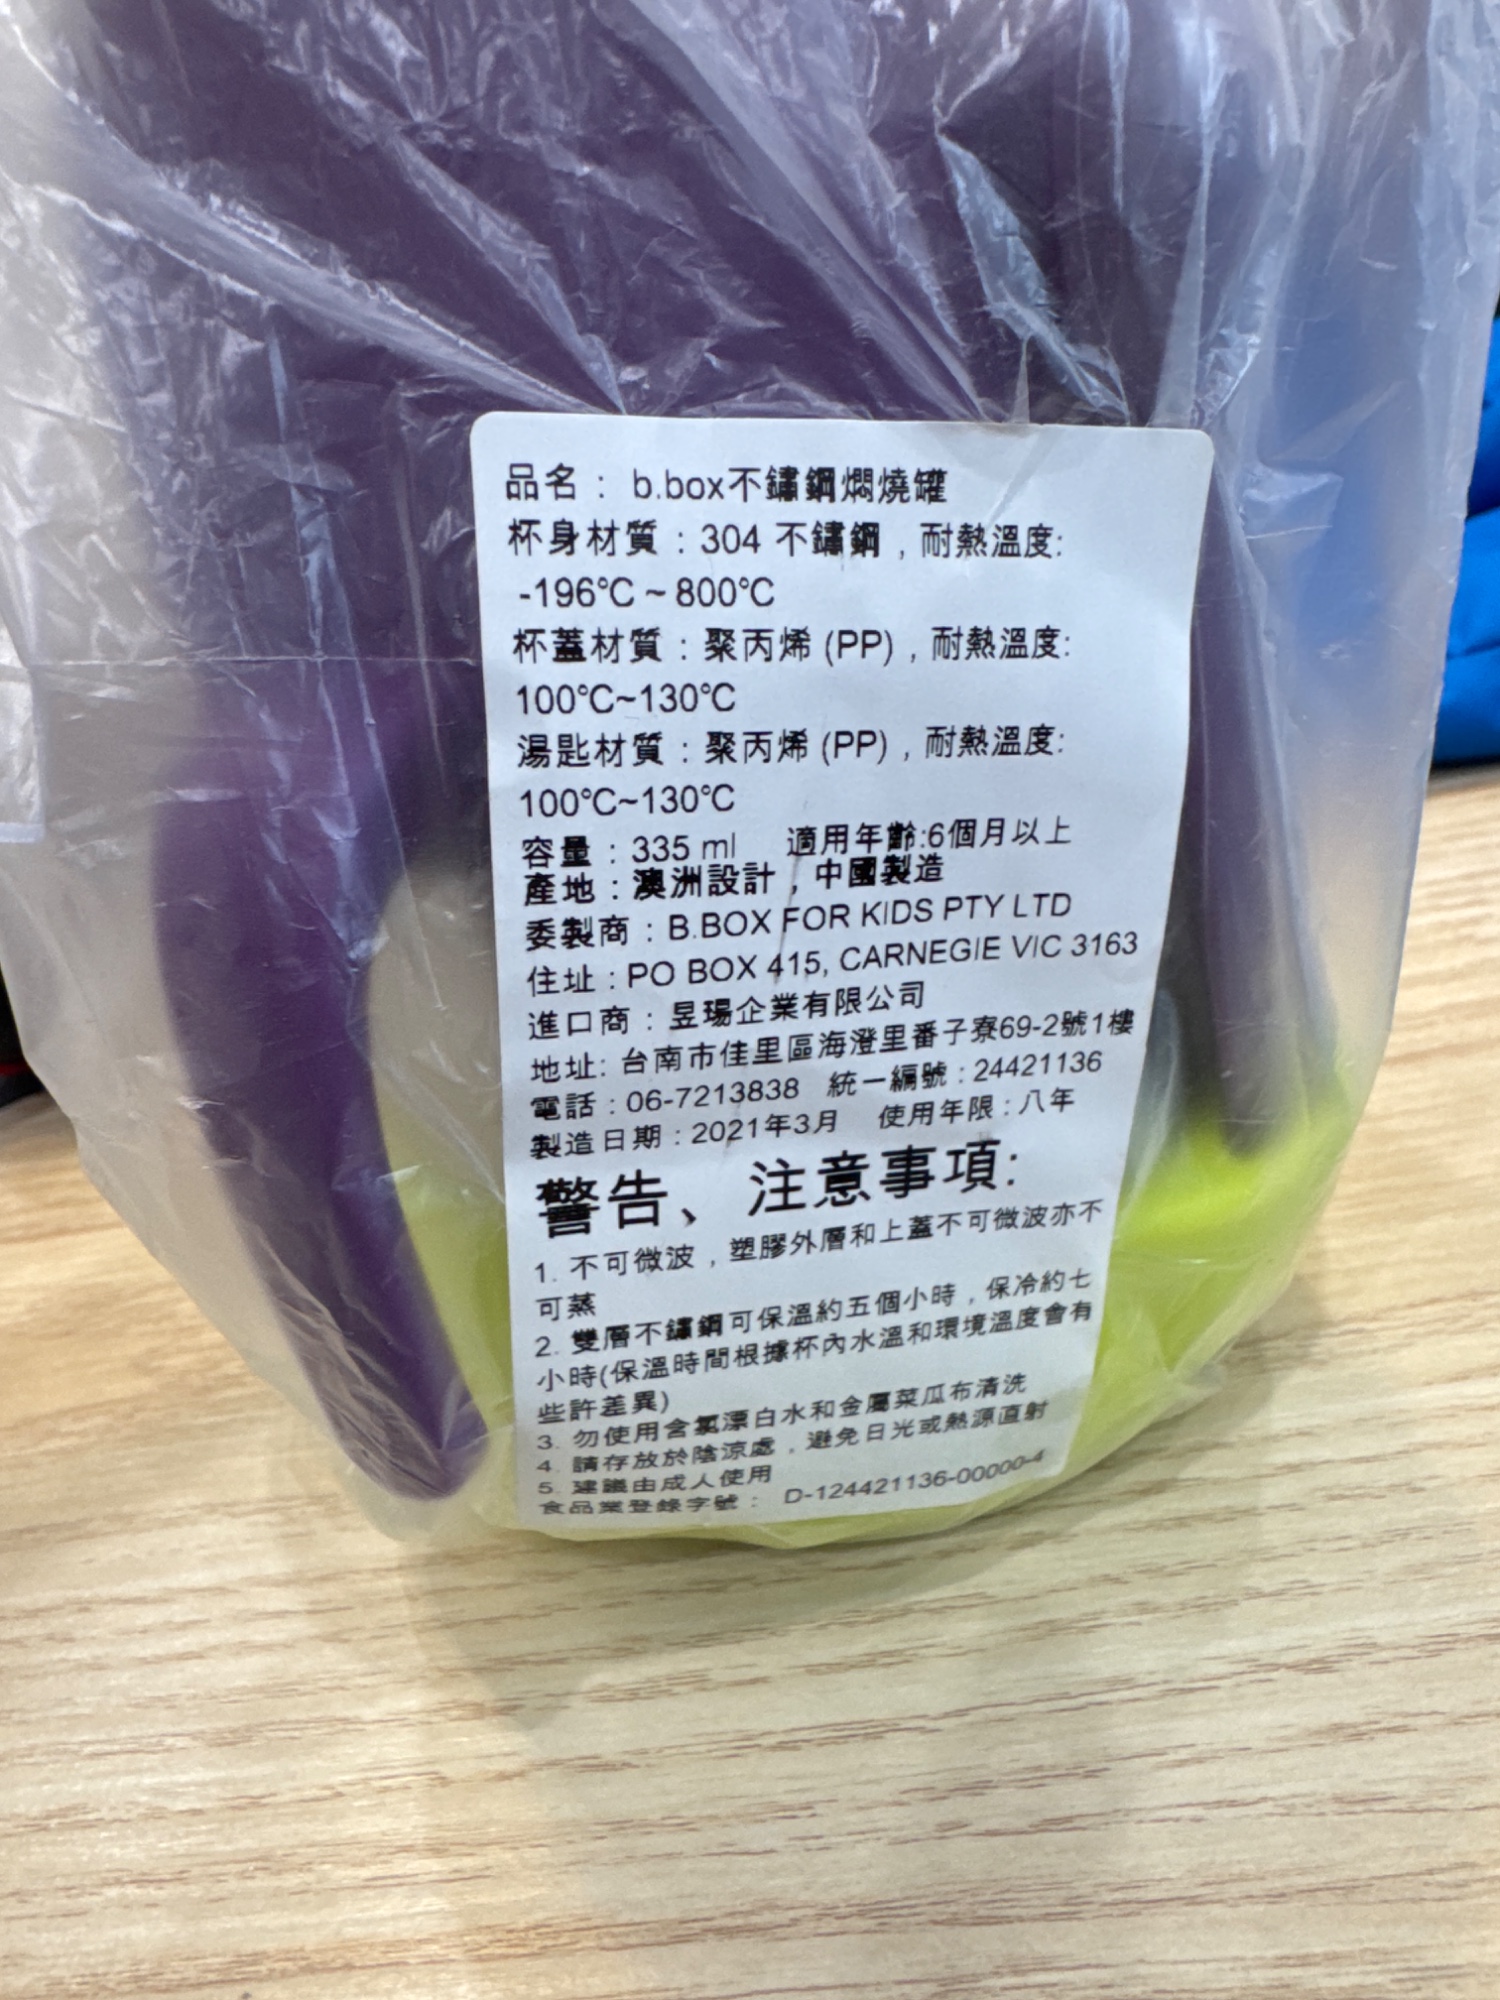 品名： b.box不鏽鋼燜燒罐
杯身材質：304 不鏽鋼，耐熱溫度:
-196℃ ~ 800℃
杯蓋材質：聚丙烯 (PP)，耐熱溫度:
100℃~130℃
湯匙材質：聚丙烯 (PP)，耐熱溫度:
100℃~130℃
容量：335 ml 適用年齡:6個月以上
產地：澳洲設計，中國製造
委製商：B.BOX FOR KIDS PTY LTD
住址：PO BOX 415, CARNEGIE VIC 3163
進口商：昱瑒企業有限公司
地址: 台南市佳里區海澄里番子寮69-2號1樓
電話：06-7213838 統一編號：24421136
製造日期：2021年3月 使用年限：八年
警告、注意事項:
1. 不可微波，塑膠外層和上蓋不可微波亦不
可蒸
2. 雙層不鏽鋼可保溫約五個小時，保冷約七
小時(保溫時間根據杯內水溫和環境溫度會有
些許差異)
3. 勿使用含氯漂白水和金屬菜瓜布清洗
4. 請存放於陰涼處，避免日光或熱源直射
5. 建議由成人使用
食品業登錄字號： D-124421136-00000-4